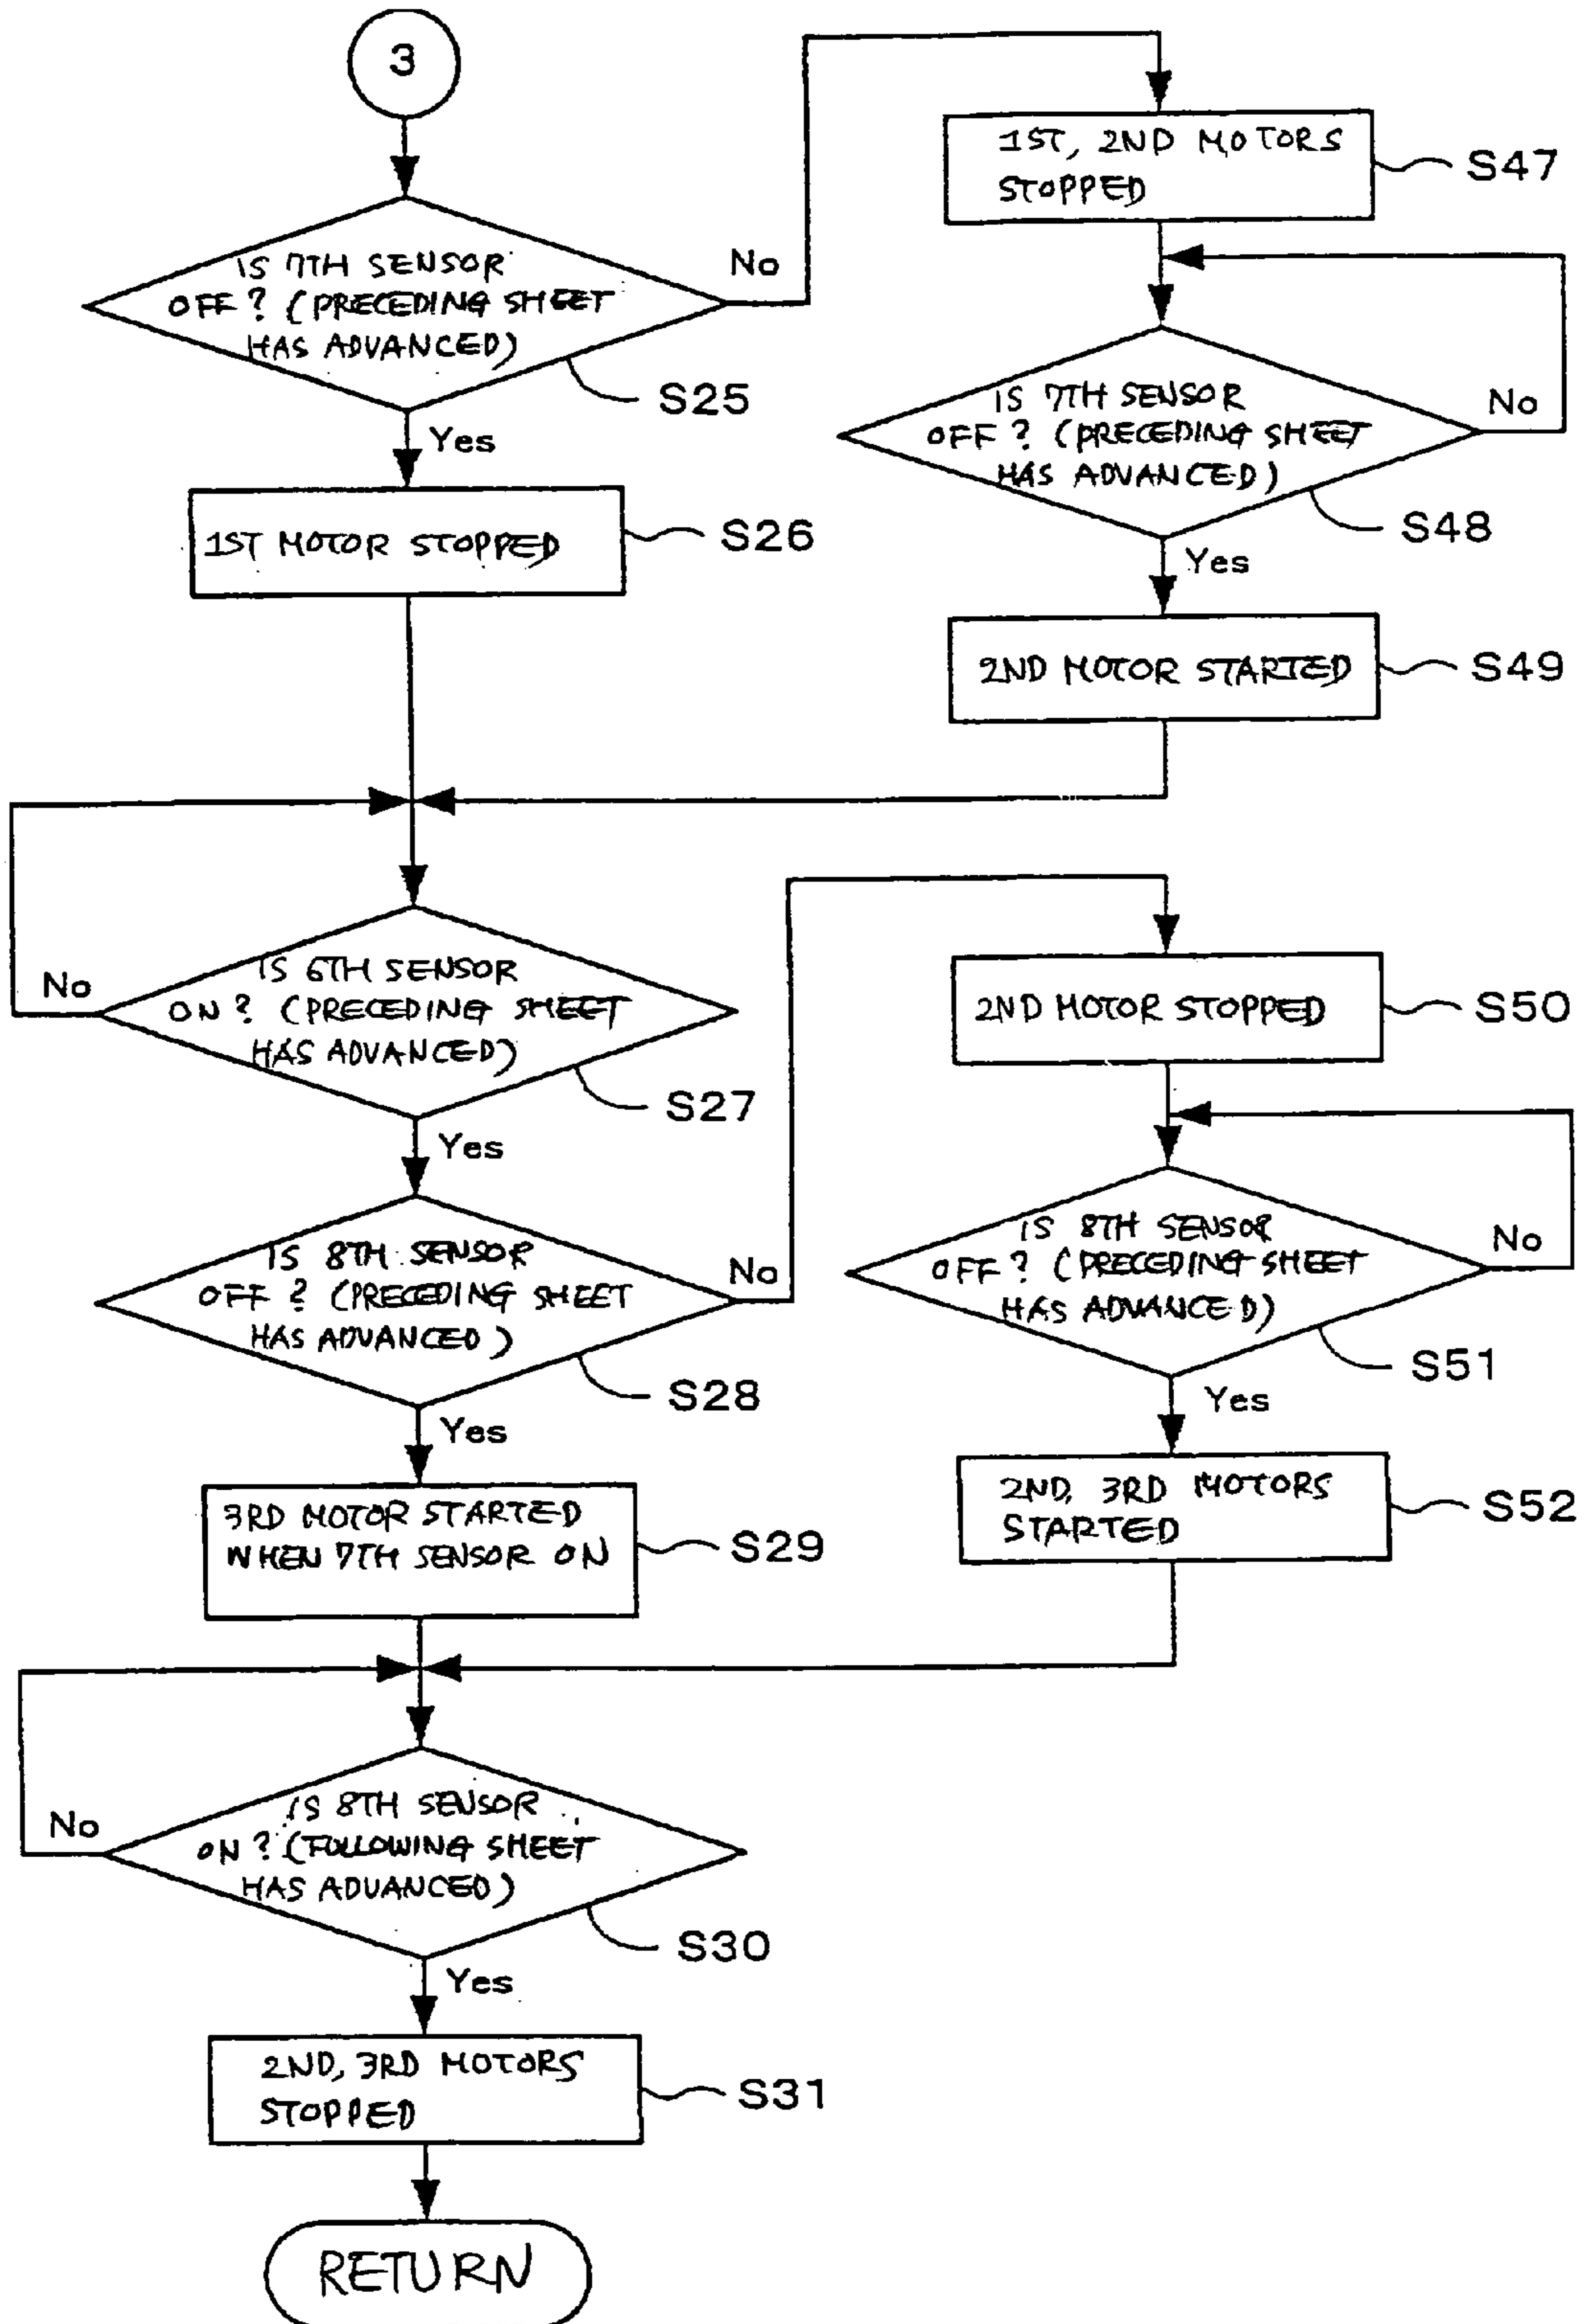 3
IS 7TH SENSOR
OFF? (PRECEDING SHEET
HAS ADVANCED)
No
S25
Yes
1ST MOTOR STOPPED
S26
1ST, 2ND MOTORS
STOPPED
S47
IS 7TH SENSOR
OFF? (PRECEDING SHEET
HAS ADVANCED)
No
S48
Yes
2ND MOTOR STARTED
S49
IS 6TH SENSOR
ON? (PRECEDING SHEET
HAS ADVANCED)
No
S27
Yes
IS 8TH SENSOR
OFF? (PRECEDING SHEET
HAS ADVANCED)
No
S28
Yes
3RD MOTOR STARTED
WHEN 7TH SENSOR ON
S29
2ND MOTOR STOPPED
S50
IS 8TH SENSOR
OFF? (PRECEDING SHEET
HAS ADVANCED)
No
S51
Yes
2ND, 3RD MOTORS
STARTED
S52
IS 8TH SENSOR
ON? (FOLLOWING SHEET
HAS ADVANCED)
No
S30
Yes
2ND, 3RD MOTORS
STOPPED
S31
RETURN